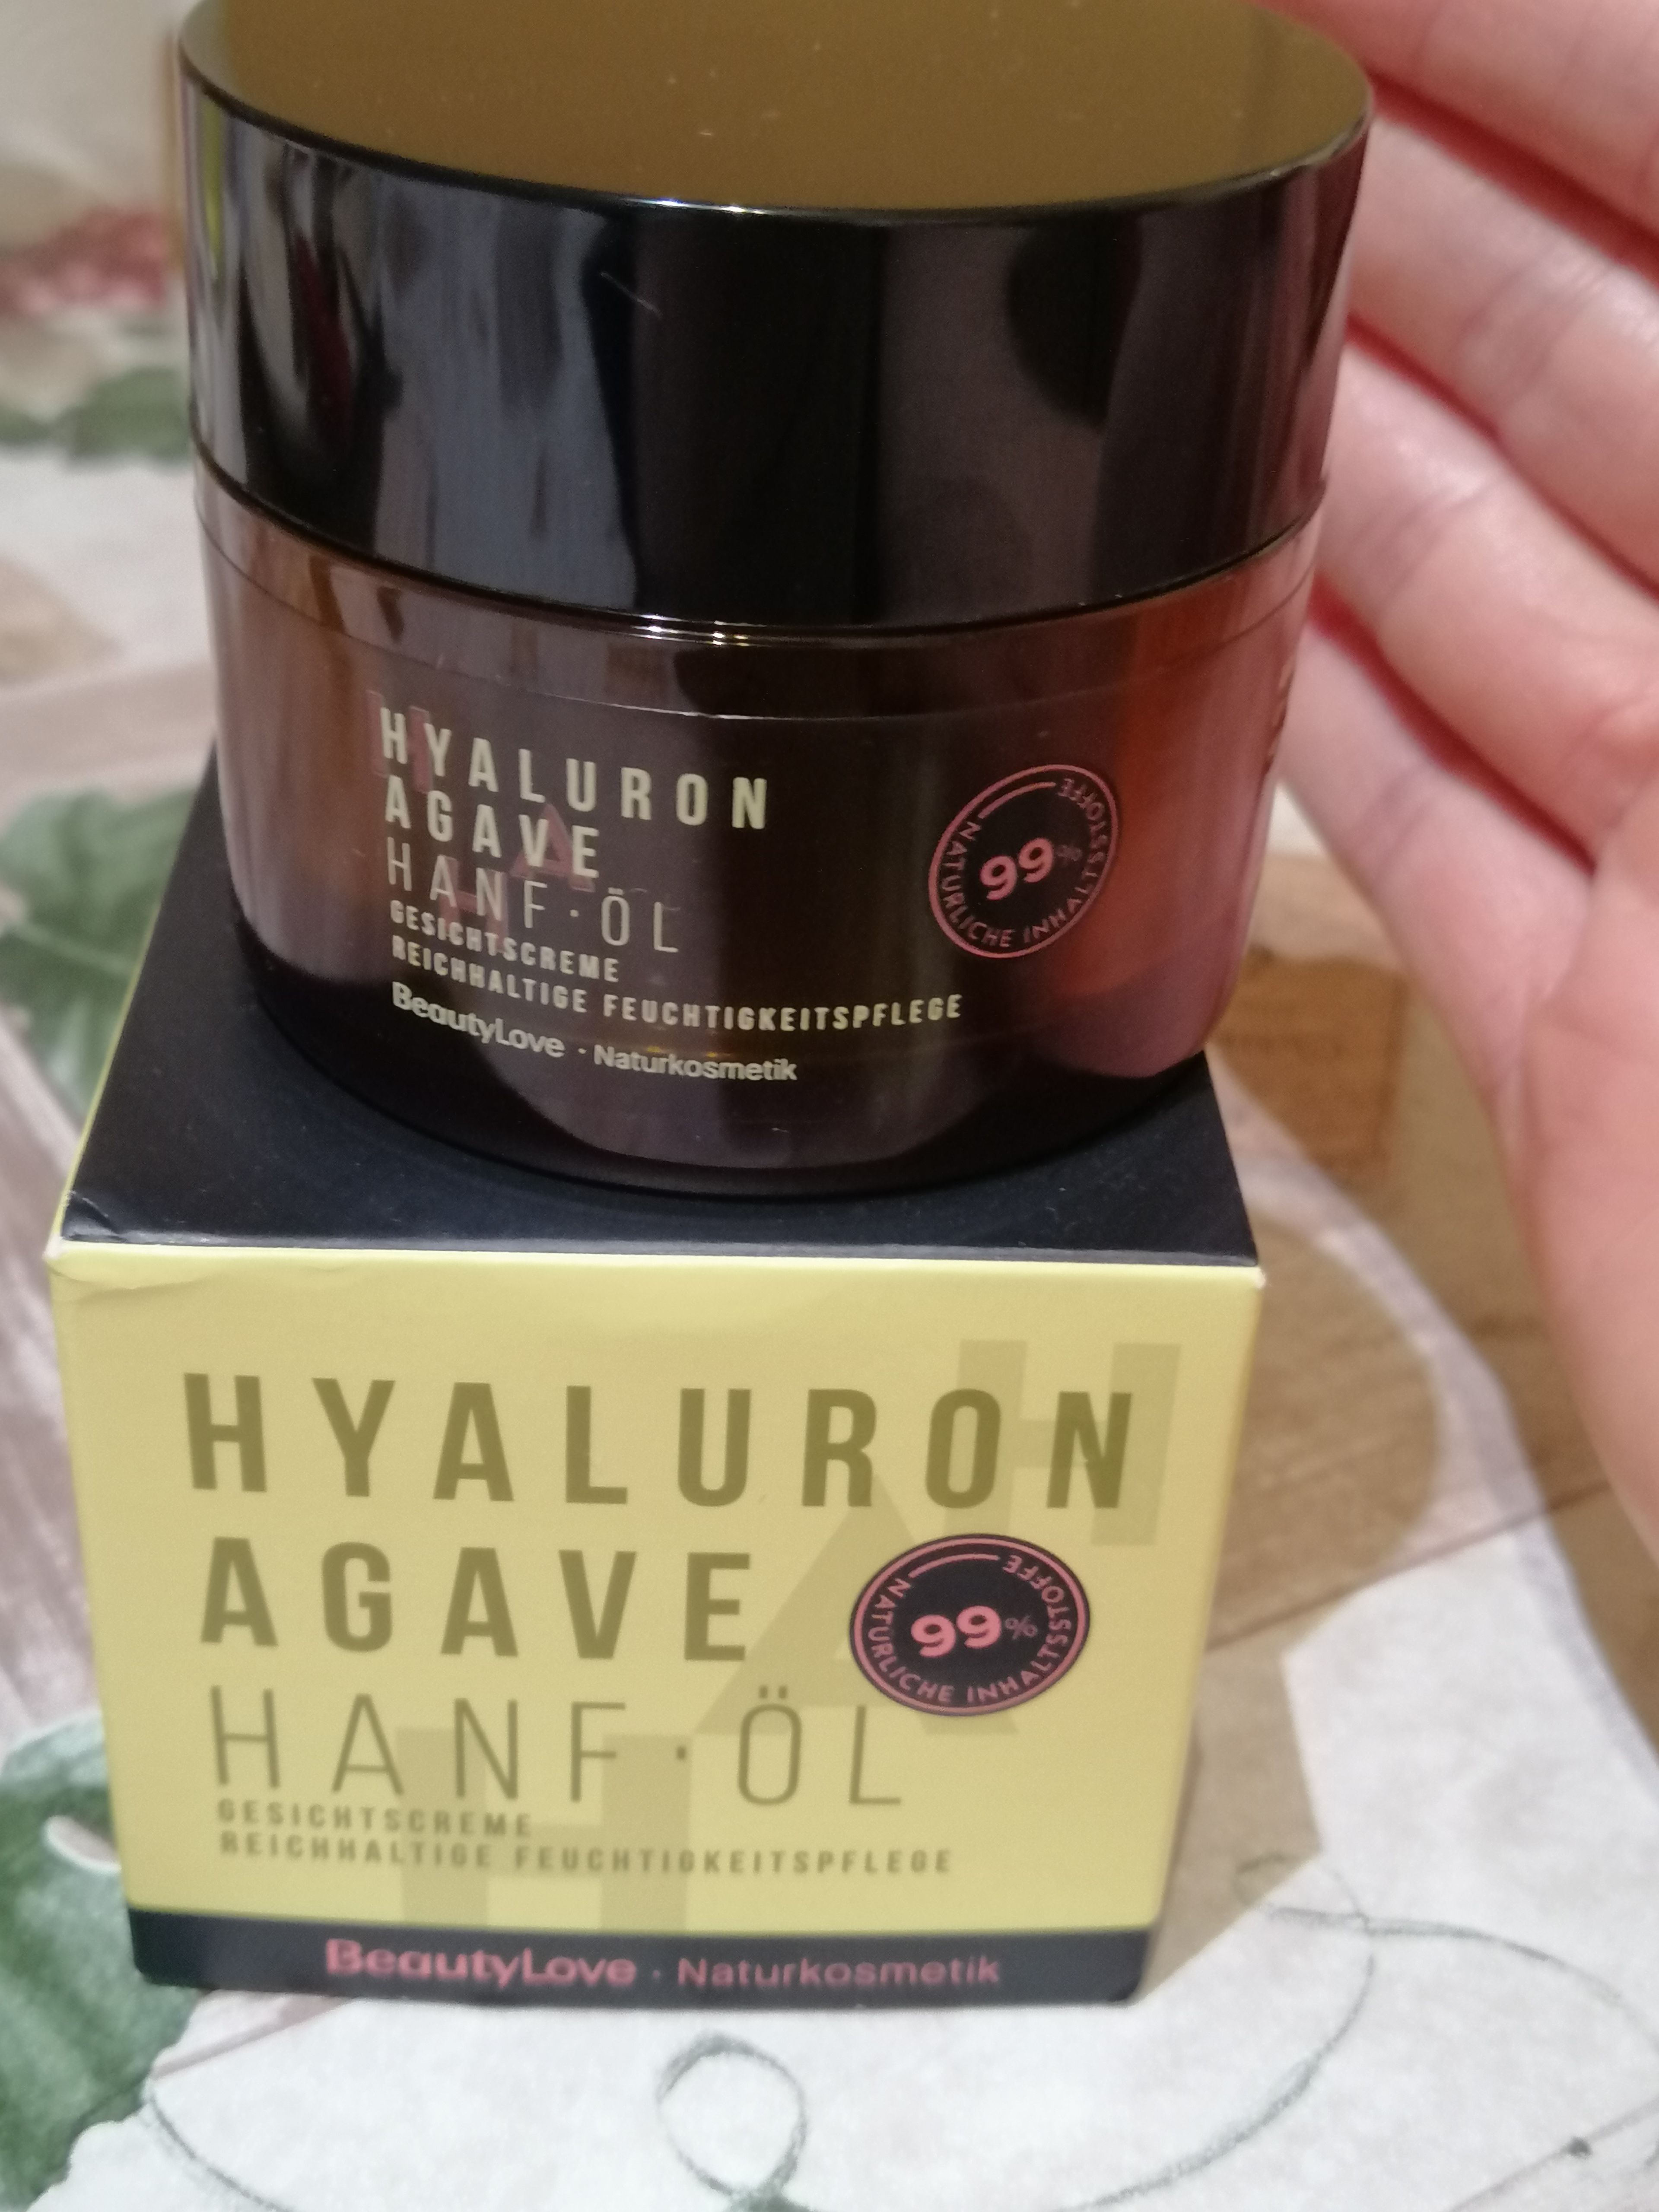 HYALURON
AGAVE
HANF·ÖL
GESICHTSCREME
REICHHALTIGE FEUCHTIGKEITSPFLEGE
BeautyLove · Naturkosmetik
99%
NATÜRLICHE INHALTSSTOFFE
HYALURON
AGAVE
HANF·ÖL
GESICHTSCREME
REICHHALTIGE FEUCHTIGKEITSPFLEGE
99%
NATÜRLICHE INHALTSSTOFFE
BeautyLove · Naturkosmetik
H
A
H